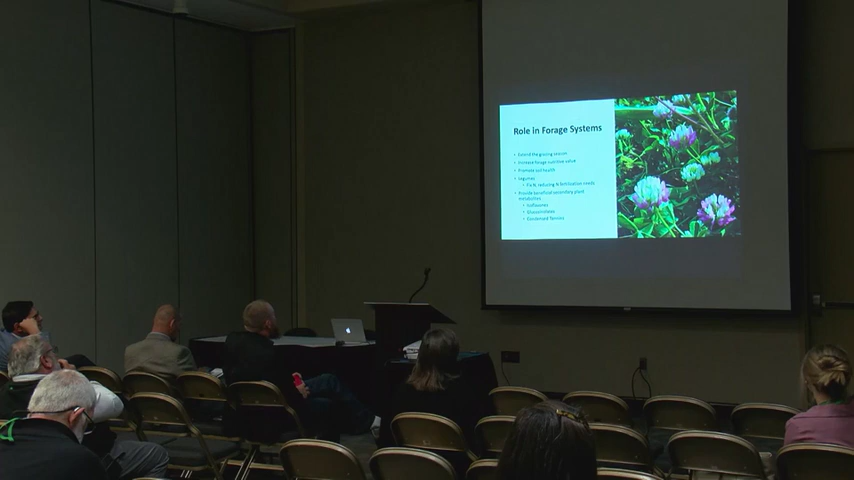 Role in Forage Systems
• Extend the grazing season
• Increase forage nutritive value
• Promote soil health
• Legumes
• Fix N, reducing N fertilization needs
• Provide beneficial secondary plant
metabolites
• Isoflavones
• Glucosinolates
• Condensed Tannins